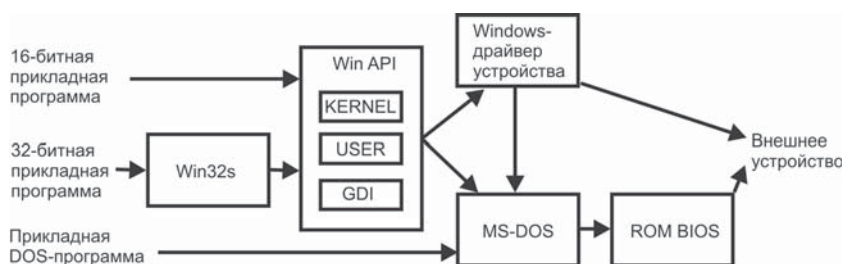 16-битная
прикладная
программа
32-битная
прикладная
программа
Прикладная
DOS-программа
Win32s
Win API
KERNEL
USER
GDI
Windows-
драйвер
устройства
MS-DOS
ROM BIOS
Внешнее
устройство